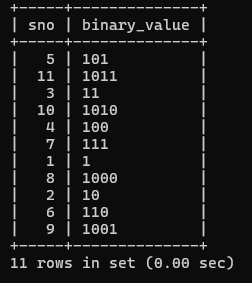 +-----+--------------+
| sno | binary_value |
+-----+--------------+
|   5 | 101          |
|  11 | 1011         |
|   3 | 11           |
|  10 | 1010         |
|   4 | 100          |
|   7 | 111          |
|   1 | 1            |
|   8 | 1000         |
|   2 | 10           |
|   6 | 110          |
|   9 | 1001         |
+-----+--------------+
11 rows in set (0.00 sec)